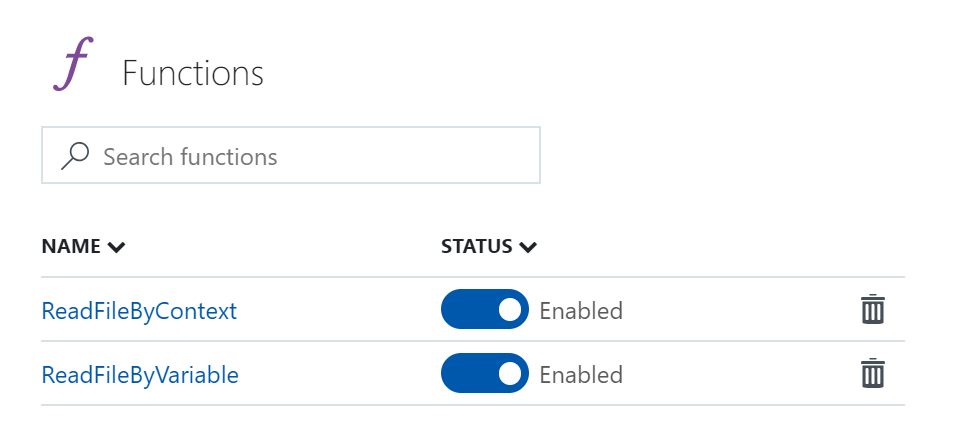 Functions
Search functions
NAME STATUS
ReadFileByContext Enabled
ReadFileByVariable Enabled